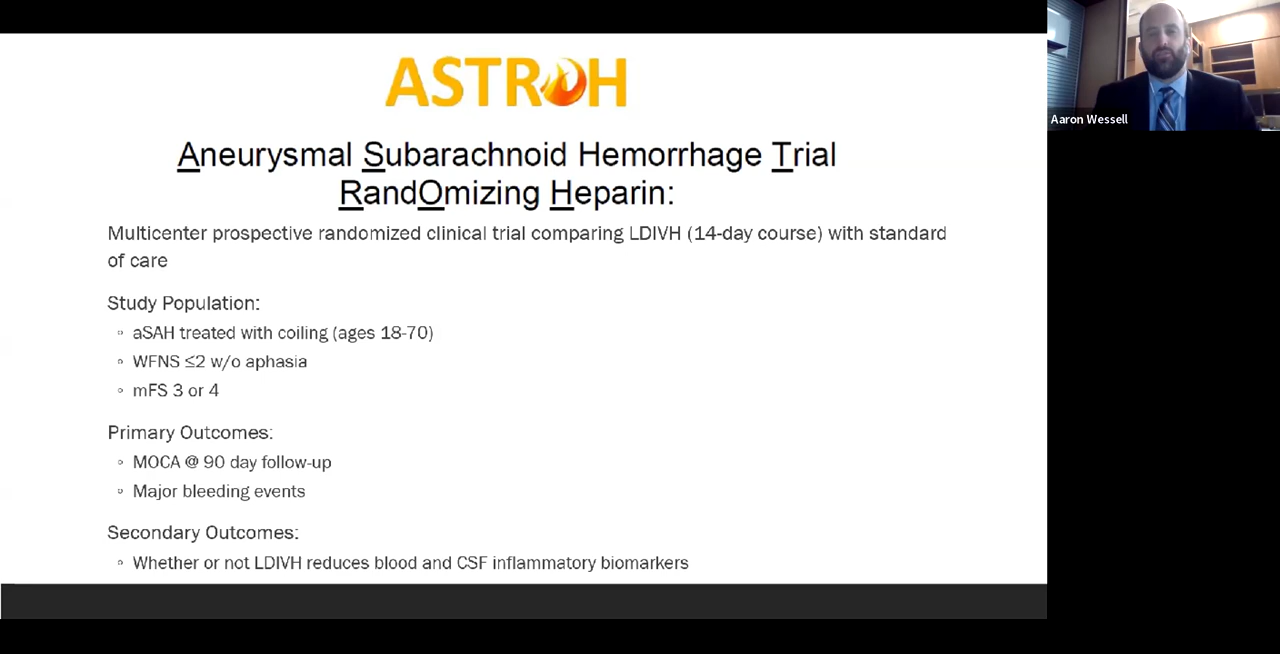 ASTROH
Aneurysmal Subarachnoid Hemorrhage Trial
RandOmizing Heparin:
Multicenter prospective randomized clinical trial comparing LDIVH (14-day course) with standard
of care
Study Population:
◦ aSAH treated with coiling (ages 18-70)
◦ WFNS ≤2 w/o aphasia
◦ mFS 3 or 4
Primary Outcomes:
◦ MOCA @ 90 day follow-up
◦ Major bleeding events
Secondary Outcomes:
◦ Whether or not LDIVH reduces blood and CSF inflammatory biomarkers
Aaron Wessell